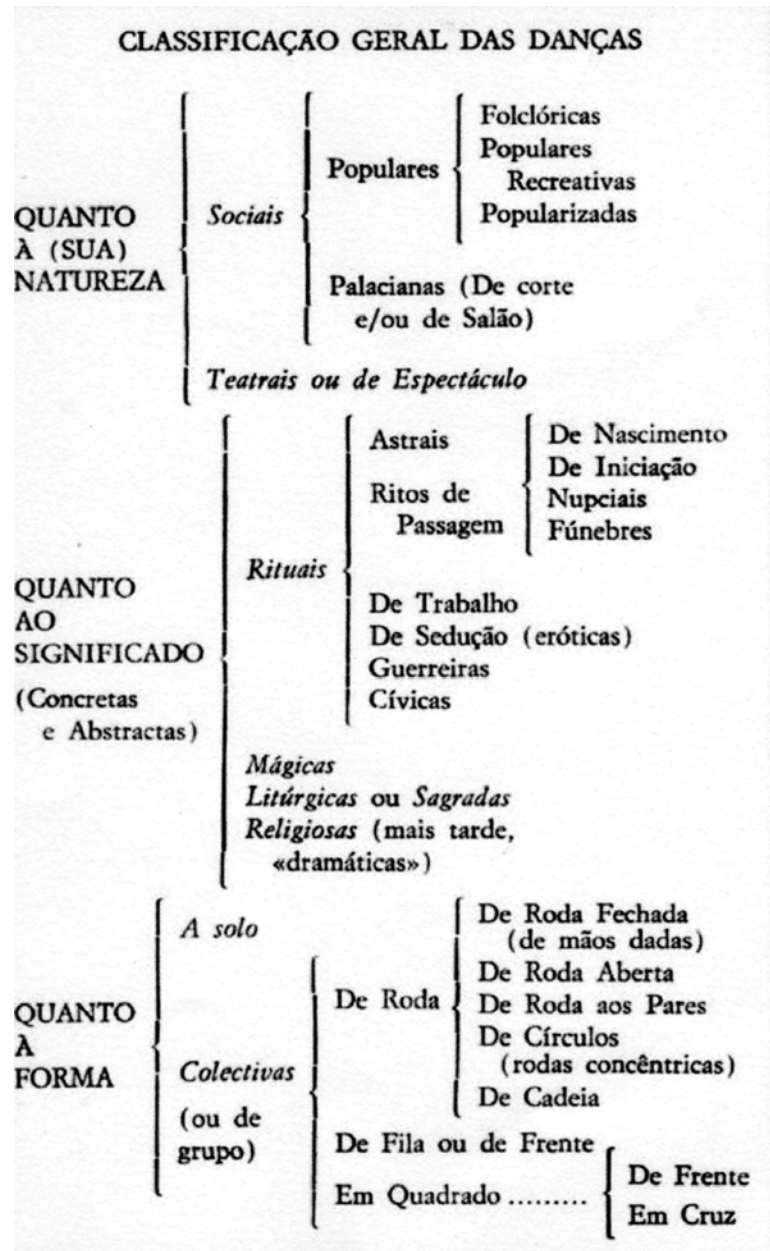 CLASSIFICAÇÃO GERAL DAS DANÇAS
QUANTO
À (SUA)
NATUREZA
Sociais
Populares
Folclóricas
Populares
Recreativas
Popularizadas
Palacianas (De corte
e/ou de Salão)
Teatrais ou de Espectáculo
QUANTO
AO
SIGNIFICADO
(Concretas
e Abstractas)
Rituais
Astrais
Ritos de
Passagem
De Nascimento
De Iniciação
Nupciais
Fúnebres
De Trabalho
De Sedução (eróticas)
Guerreiras
Cívicas
Mágicas
Litúrgicas ou Sagradas
Religiosas (mais tarde,
«dramáticas»)
QUANTO
À
FORMA
A solo
Colectivas
(ou de
grupo)
De Roda
De Roda Fechada
(de mãos dadas)
De Roda Aberta
De Roda aos Pares
De Círculos
(rodas concêntricas)
De Cadeia
De Fila ou de Frente
Em Quadrado .........
De Frente
Em Cruz